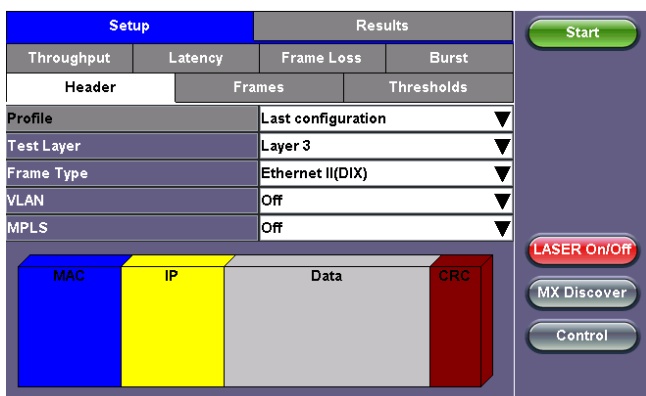 Setup Results
Start
Throughput Latency Frame Loss Burst
Header Frames Thresholds
Profile Last configuration
Test Layer Layer 3
Frame Type Ethernet II(DIX)
VLAN Off
MPLS Off
LASER On/Off
MAC IP Data CRC
MX Discover
Control